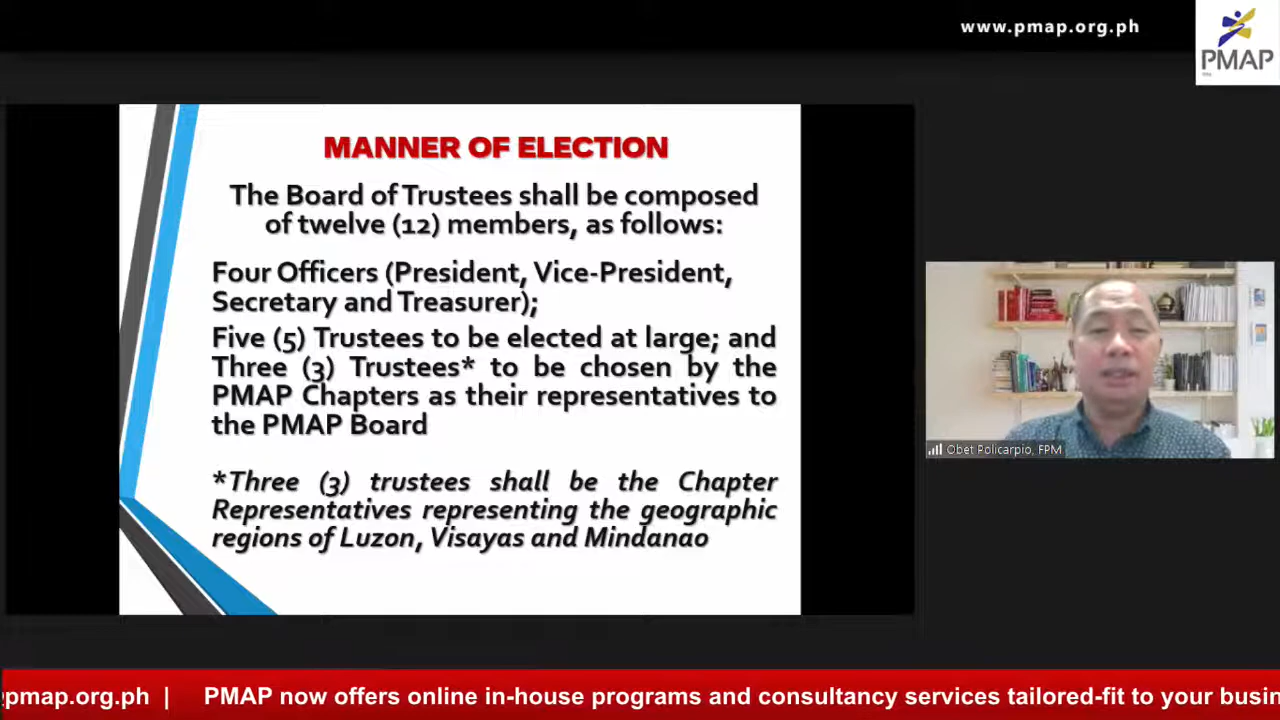 www.pmap.org.ph
PMAP
MANNER OF ELECTION
The Board of Trustees shall be composed
of twelve (12) members, as follows:
Four Officers (President, Vice-President,
Secretary and Treasurer);
Five (5) Trustees to be elected at large; and
Three (3) Trustees* to be chosen by the
PMAP Chapters as their representatives to
the PMAP Board
*Three (3) trustees shall be the Chapter
Representatives representing the geographic
regions of Luzon, Visayas and Mindanao
Obet Policarpio, FPM
pmap.org.ph | PMAP now offers online in-house programs and consultancy services tailored-fit to your busin